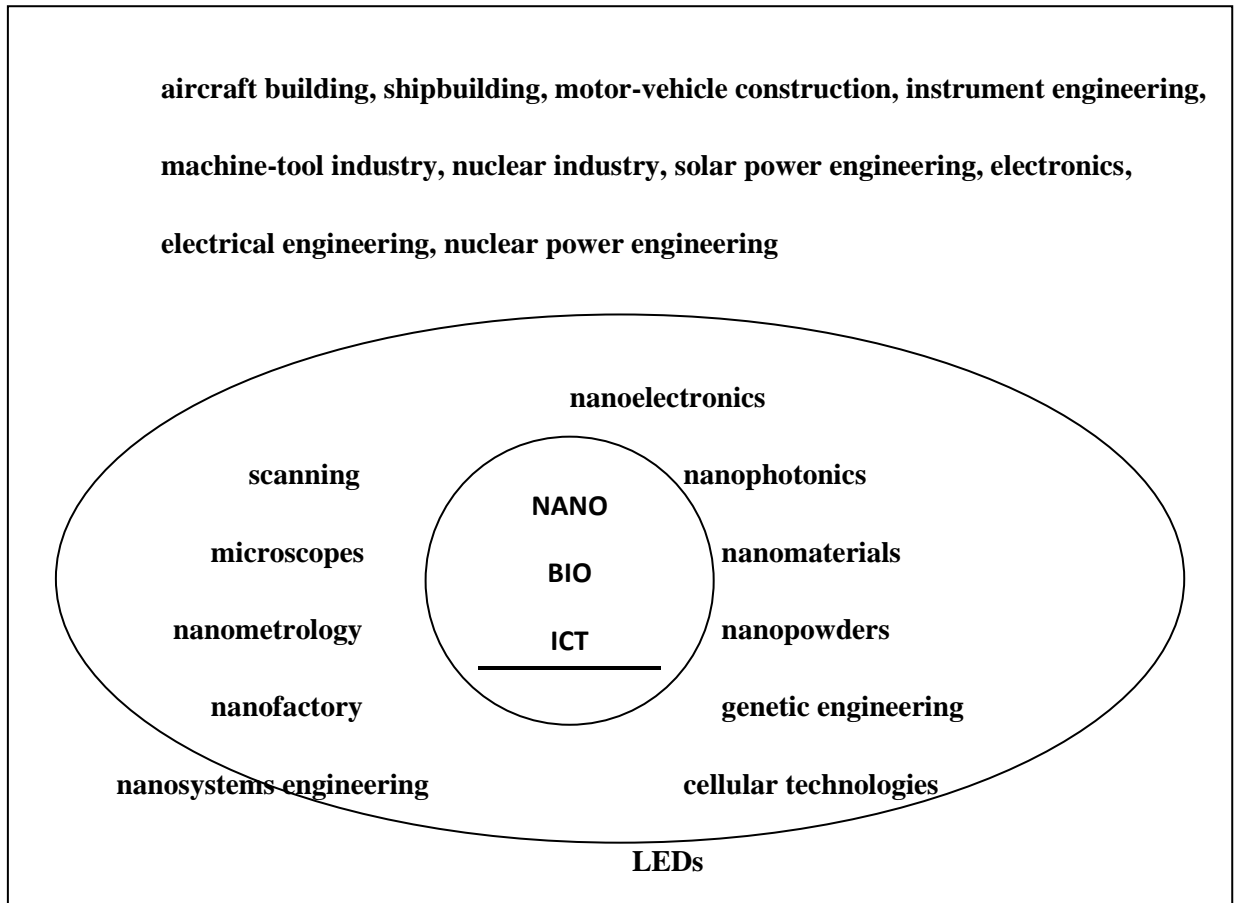 aircraft building, shipbuilding, motor-vehicle construction, instrument engineering,
machine-tool industry, nuclear industry, solar power engineering, electronics,
electrical engineering, nuclear power engineering
nanoelectronics
scanning
nanophotonics
NANO
microscopes
nanomaterials
BIO
nanometrology
nanopowders
ICT
nanofactory
genetic engineering
nanosystems engineering
cellular technologies
LEDs